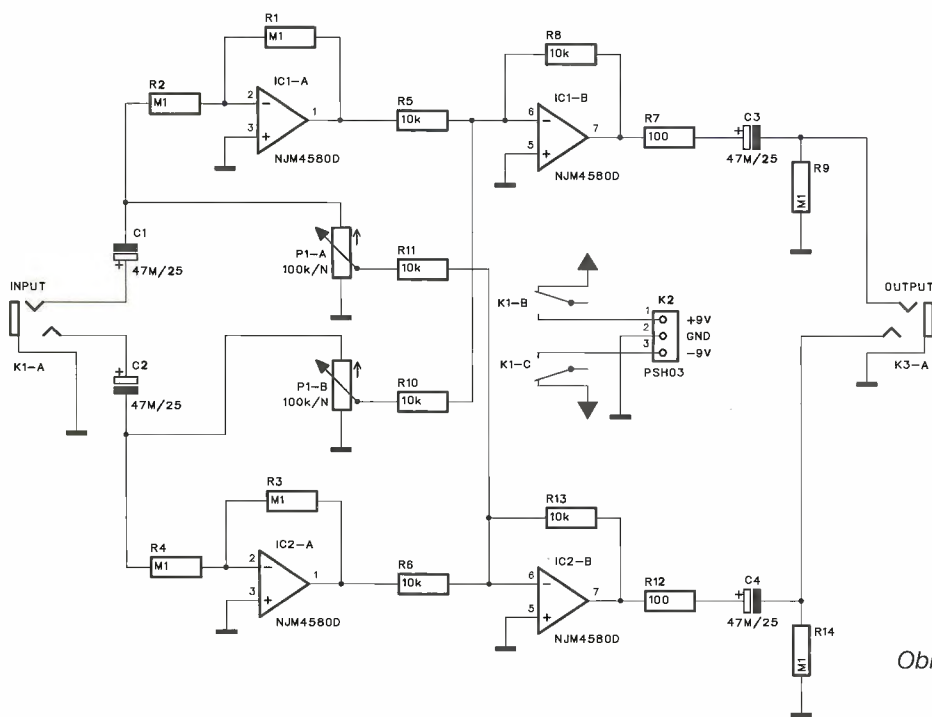 R1
M1
R2
M1
IC1-A
2
3
1
NJM4580D
R5
10k
R8
10k
IC1-B
6
5
7
NJM4580D
R7
100
C3
+
47M/25
R9
M1
C1
+
47M/25
P1-A
100k/N
R11
10k
INPUT
K1-A
C2
+
47M/25
P1-B
100k/N
R10
10k
K1-B
K2
1 +9V
2 GND
3 -9V
K1-C
PSH03
OUTPUT
K3-A
R3
M1
R4
M1
IC2-A
2
3
1
NJM4580D
R6
10k
R13
10k
IC2-B
6
5
7
NJM4580D
R12
100
C4
+
47M/25
R14
M1